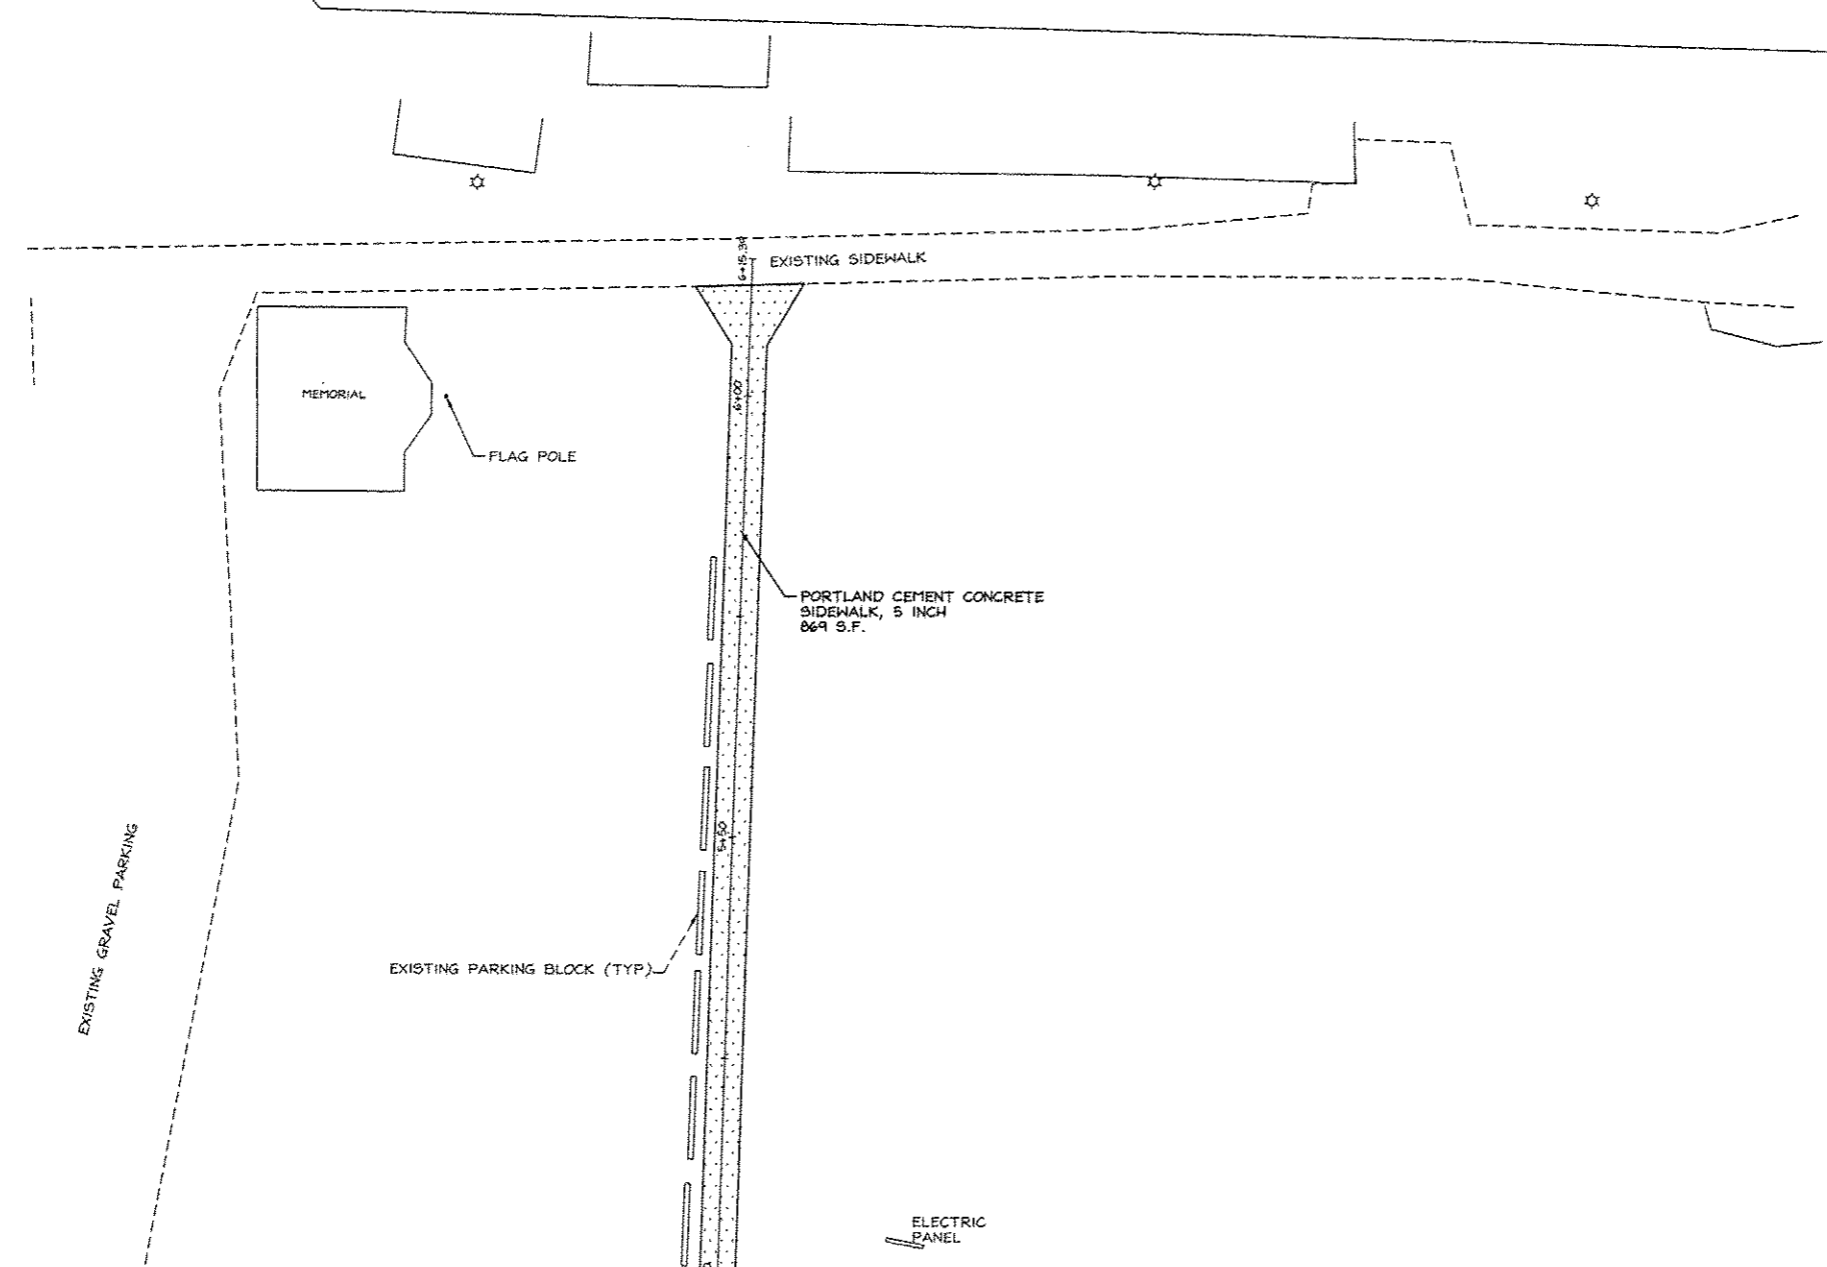 6+15.39
EXISTING SIDEWALK
MEMORIAL
6+00
FLAG POLE
PORTLAND CEMENT CONCRETE
SIDEWALK, 5 INCH
869 S.F.
5+50
EXISTING GRAVEL PARKING
EXISTING PARKING BLOCK (TYP)
ELECTRIC
PANEL